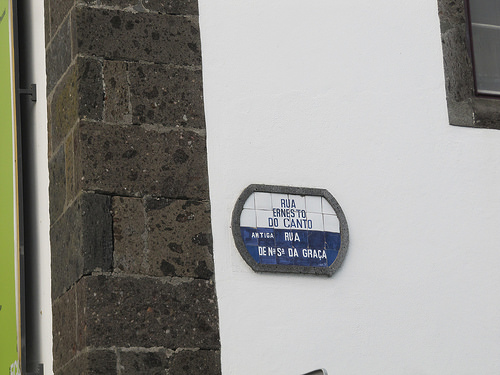 RUA
ERNESTO
DO CANTO
ANTIGA RUA
DE Nª Sª DA GRAÇA